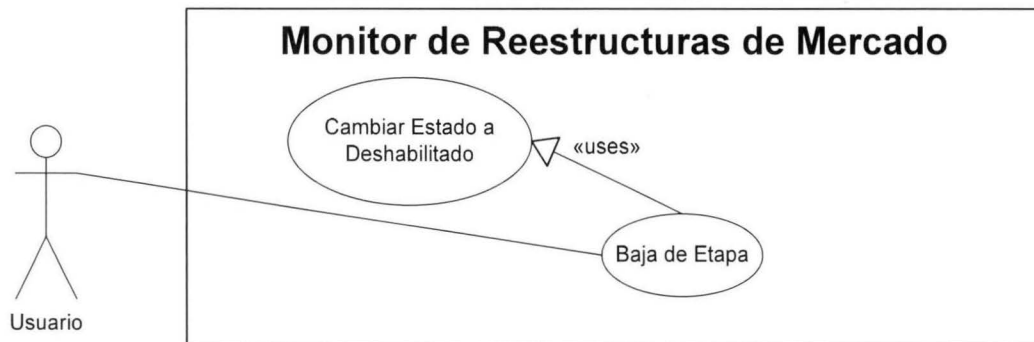 Monitor de Reestructuras de Mercado
Cambiar Estado a
Deshabilitado
«uses»
Baja de Etapa
Usuario